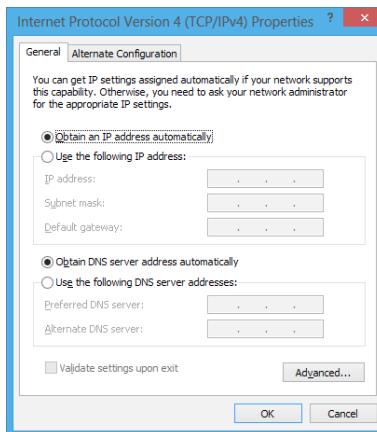 Internet Protocol Version 4 (TCP/IPv4) Properties ? ×
General Alternate Configuration
You can get IP settings assigned automatically if your network supports
this capability. Otherwise, you need to ask your network administrator
for the appropriate IP settings.
Obtain an IP address automatically
Use the following IP address:
IP address:
Subnet mask:
Default gateway:
Obtain DNS server address automatically
Use the following DNS server addresses:
Preferred DNS server:
Alternate DNS server:
Validate settings upon exit
Advanced...
OK Cancel